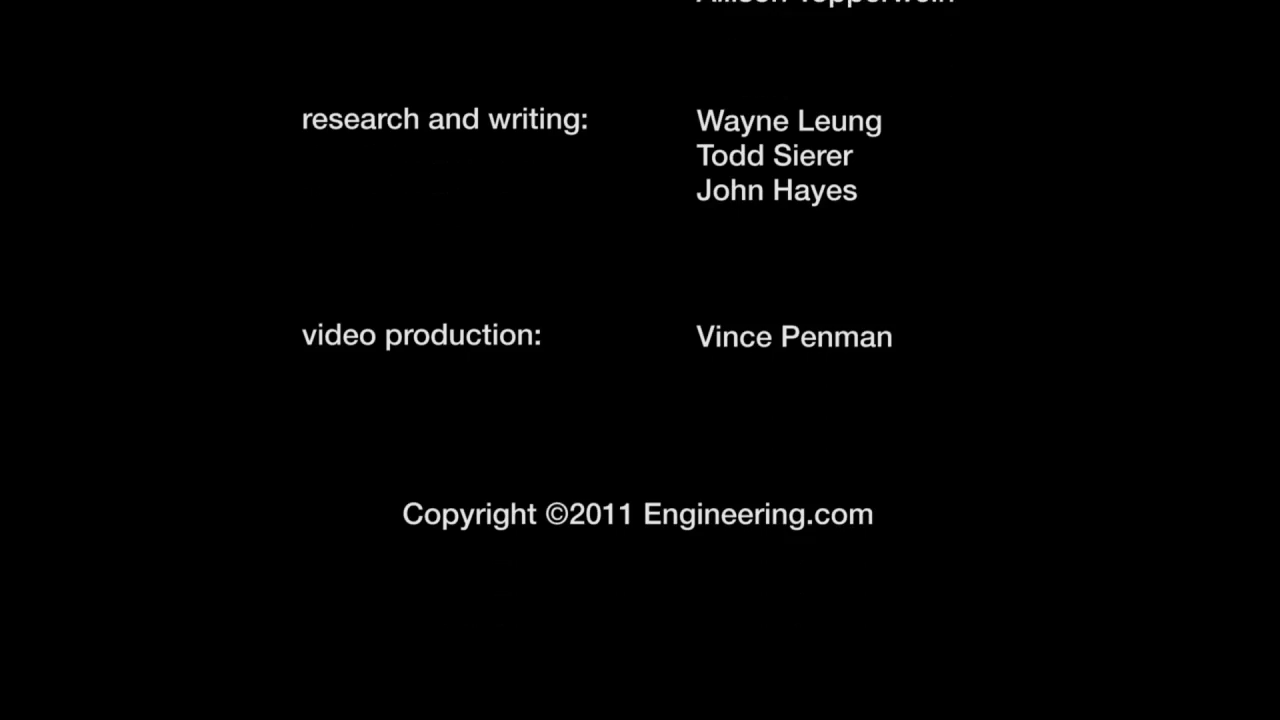 research and writing:
Wayne Leung
Todd Sierer
John Hayes
video production:
Vince Penman
Copyright ©2011 Engineering.com